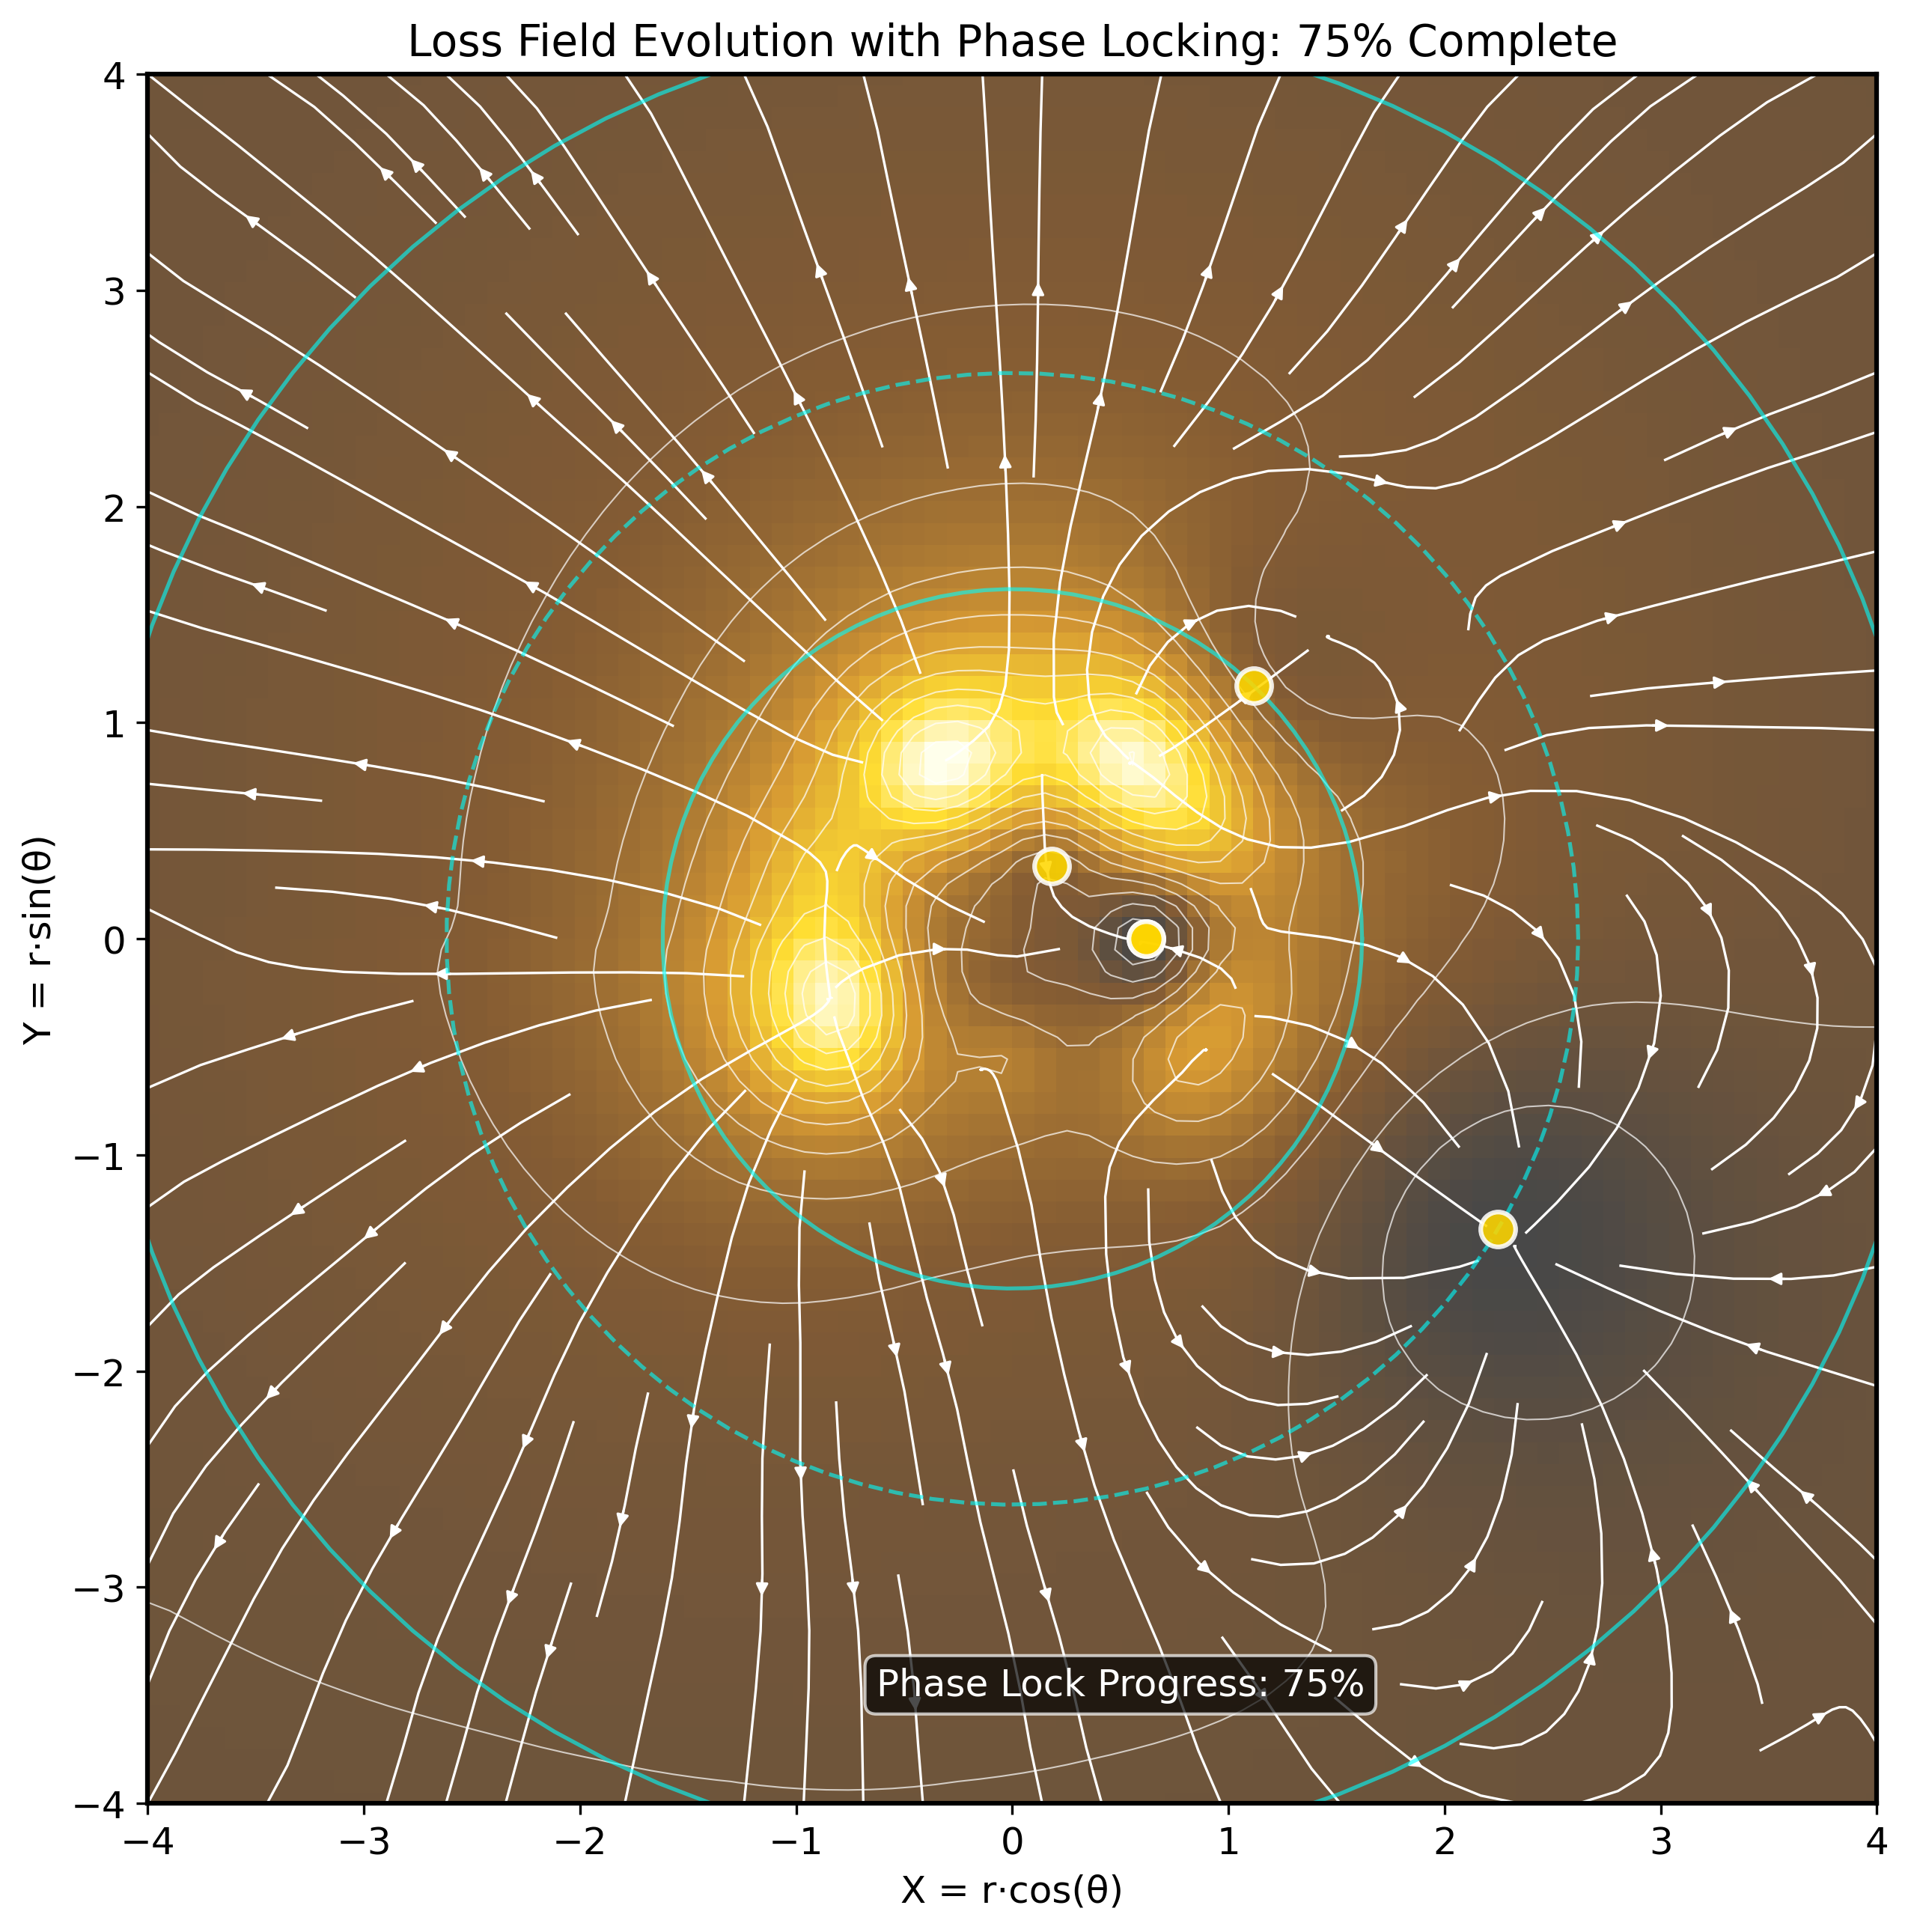 Loss Field Evolution with Phase Locking: 75% Complete
4
3
2
1
0
−1
−2
−3
−4
Y = r·sin(θ)
Phase Lock Progress: 75%
−4 −3 −2 −1 0 1 2 3 4
X = r·cos(θ)